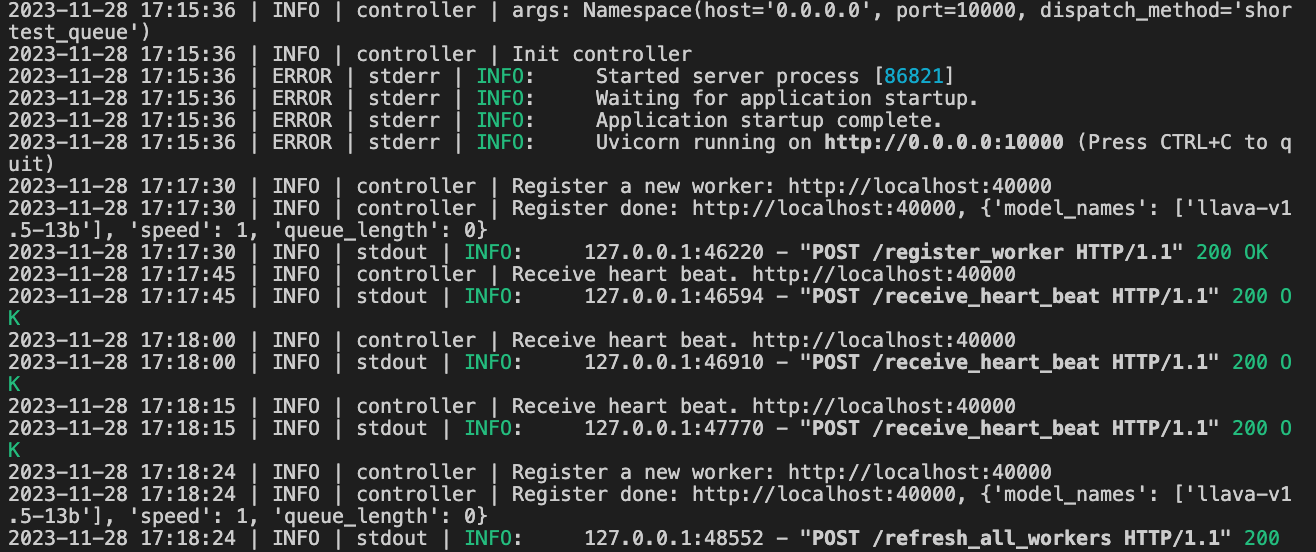 2023-11-28 17:15:36 | INFO | controller | args: Namespace(host='0.0.0.0', port=10000, dispatch_method='shor
test_queue')
2023-11-28 17:15:36 | INFO | controller | Init controller
2023-11-28 17:15:36 | ERROR | stderr | INFO:     Started server process [86821]
2023-11-28 17:15:36 | ERROR | stderr | INFO:     Waiting for application startup.
2023-11-28 17:15:36 | ERROR | stderr | INFO:     Application startup complete.
2023-11-28 17:15:36 | ERROR | stderr | INFO:     Uvicorn running on http://0.0.0.0:10000 (Press CTRL+C to q
uit)
2023-11-28 17:17:30 | INFO | controller | Register a new worker: http://localhost:40000
2023-11-28 17:17:30 | INFO | controller | Register done: http://localhost:40000, {'model_names': ['llava-v1
.5-13b'], 'speed': 1, 'queue_length': 0}
2023-11-28 17:17:30 | INFO | stdout | INFO:     127.0.0.1:46220 - "POST /register_worker HTTP/1.1" 200 OK
2023-11-28 17:17:45 | INFO | controller | Receive heart beat. http://localhost:40000
2023-11-28 17:17:45 | INFO | stdout | INFO:     127.0.0.1:46594 - "POST /receive_heart_beat HTTP/1.1" 200 O
K
2023-11-28 17:18:00 | INFO | controller | Receive heart beat. http://localhost:40000
2023-11-28 17:18:00 | INFO | stdout | INFO:     127.0.0.1:46910 - "POST /receive_heart_beat HTTP/1.1" 200 O
K
2023-11-28 17:18:15 | INFO | controller | Receive heart beat. http://localhost:40000
2023-11-28 17:18:15 | INFO | stdout | INFO:     127.0.0.1:47770 - "POST /receive_heart_beat HTTP/1.1" 200 O
K
2023-11-28 17:18:24 | INFO | controller | Register a new worker: http://localhost:40000
2023-11-28 17:18:24 | INFO | controller | Register done: http://localhost:40000, {'model_names': ['llava-v1
.5-13b'], 'speed': 1, 'queue_length': 0}
2023-11-28 17:18:24 | INFO | stdout | INFO:     127.0.0.1:48552 - "POST /refresh_all_workers HTTP/1.1" 200